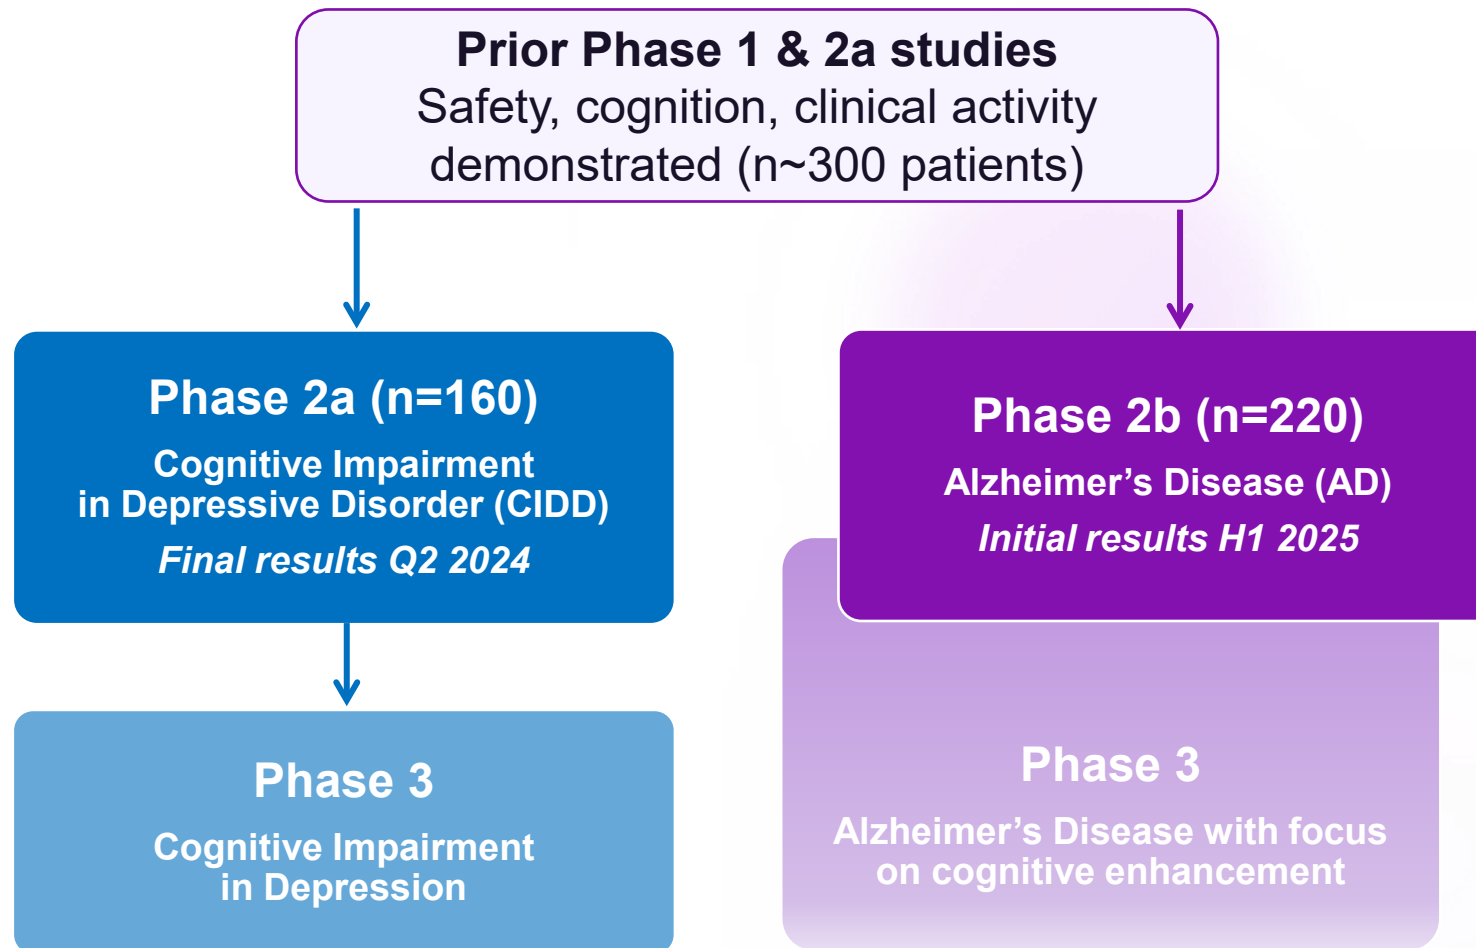 Prior Phase 1 & 2a studies
Safety, cognition, clinical activity
demonstrated (n~300 patients)
Phase 2a (n=160)
Cognitive Impairment
in Depressive Disorder (CIDD)
Final results Q2 2024
Phase 2b (n=220)
Alzheimer’s Disease (AD)
Initial results H1 2025
Phase 3
Cognitive Impairment
in Depression
Phase 3
Alzheimer’s Disease with focus
on cognitive enhancement